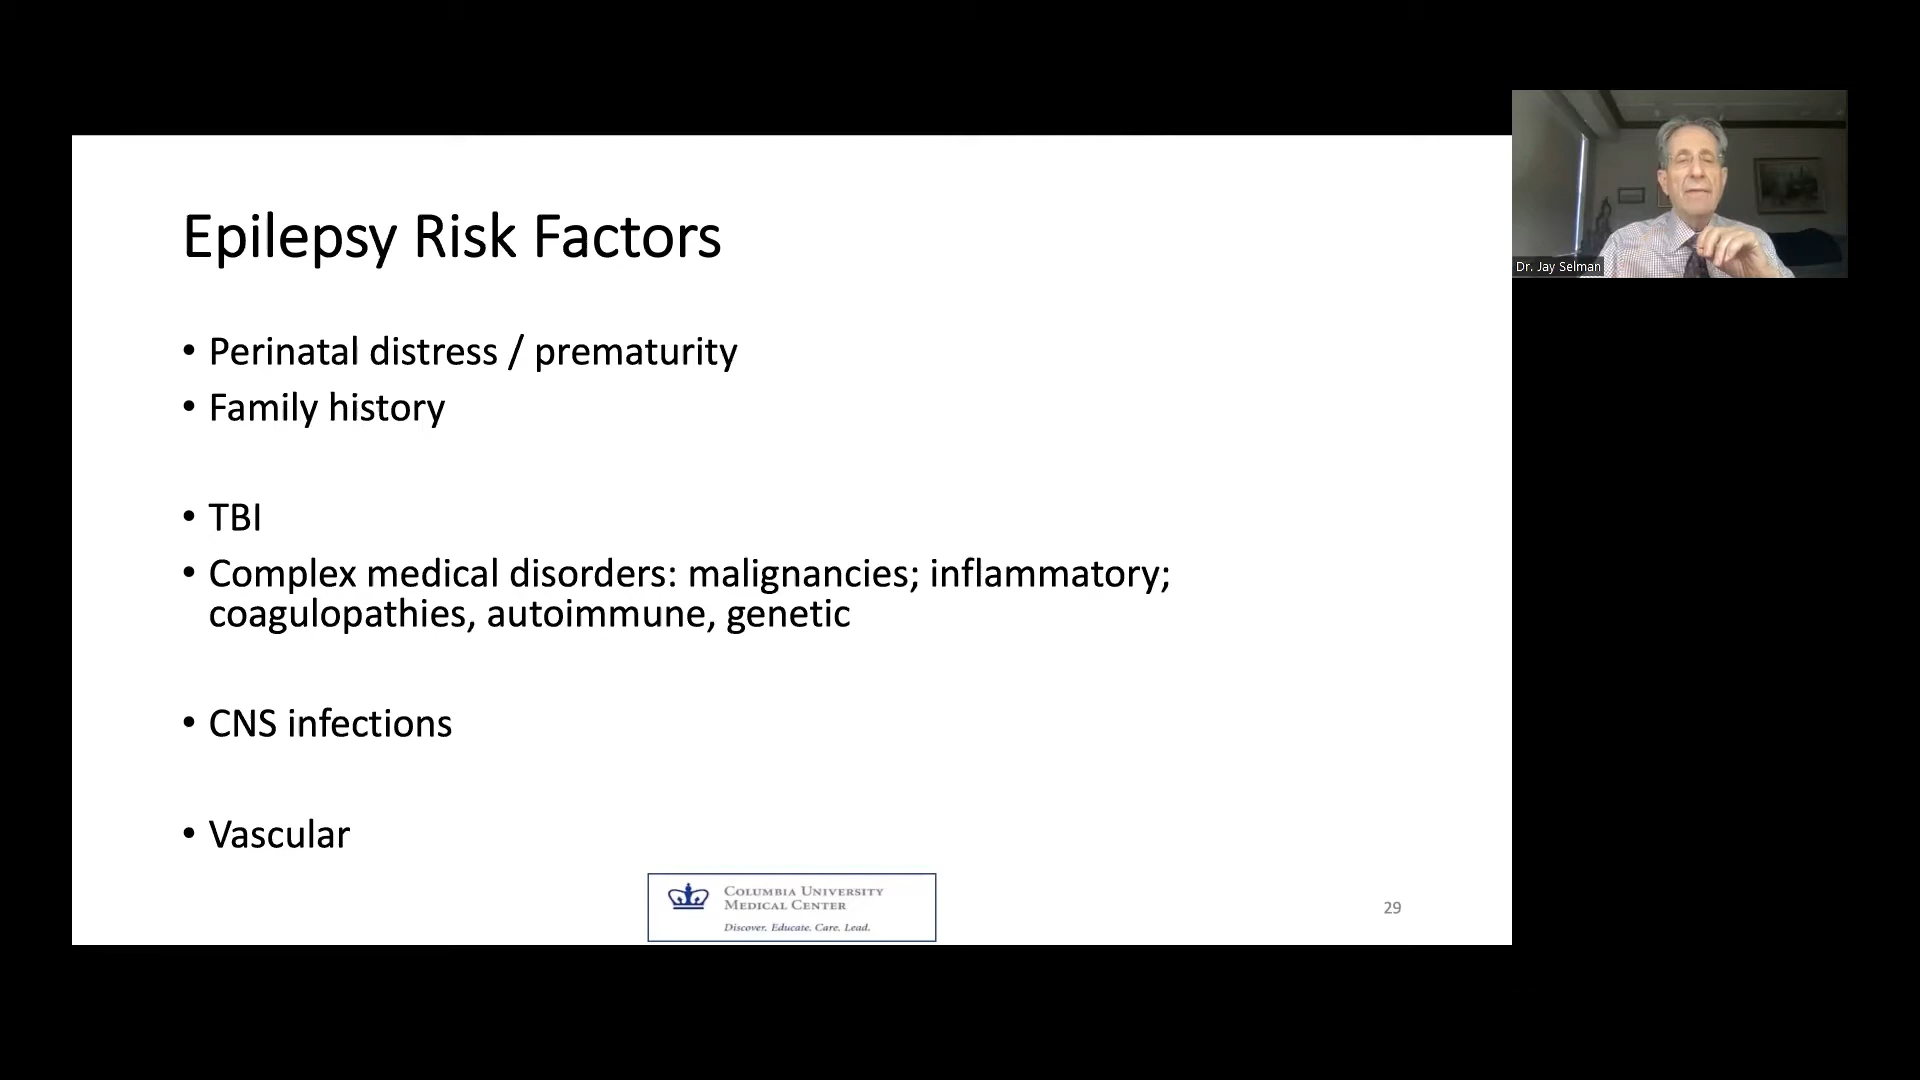 Epilepsy Risk Factors
• Perinatal distress / prematurity
• Family history
• TBI
• Complex medical disorders: malignancies; inflammatory;
coagulopathies, autoimmune, genetic
• CNS infections
• Vascular
COLUMBIA UNIVERSITY
MEDICAL CENTER
Discover. Educate. Care. Lead.
29
Dr. Jay Selman